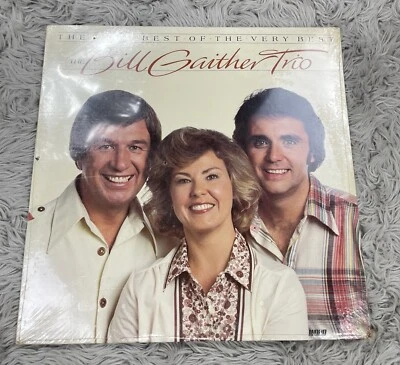 THE BEST OF THE VERY BEST
the Bill Gaither Trio